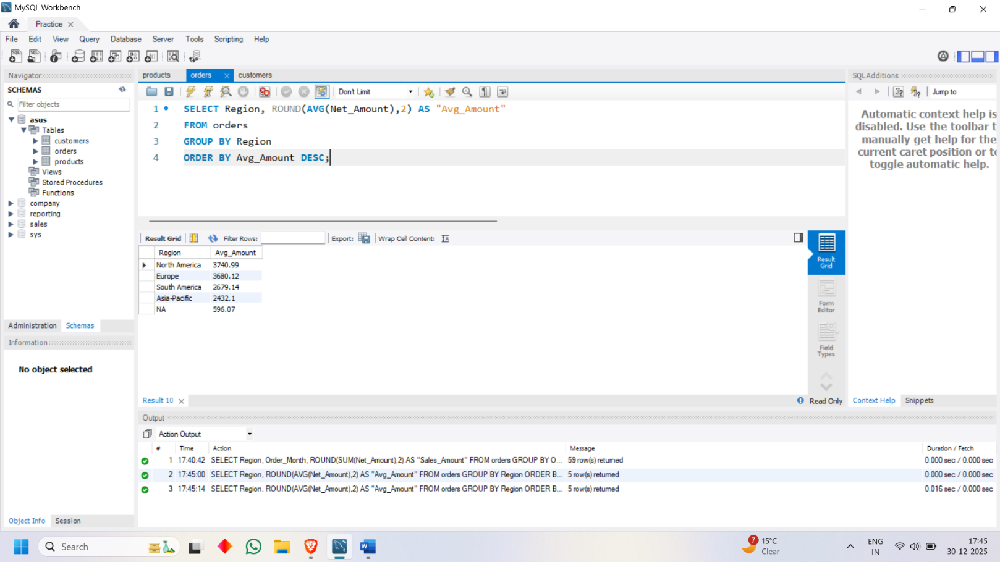 MySQL Workbench
Practice
File Edit View Query Database Server Tools Scripting Help
Navigator
SCHEMAS
Filter objects
asus
Tables
customers
orders
products
Views
Stored Procedures
Functions
company
reporting
sales
sys
Administration Schemas
Information
No object selected
Object Info Session
products orders customers
Don't Limit
1 SELECT Region, ROUND(AVG(Net_Amount),2) AS "Avg_Amount"
2 FROM orders
3 GROUP BY Region
4 ORDER BY Avg_Amount DESC;
Result Grid Filter Rows: Export: Wrap Cell Content:
Region Avg_Amount
North America 3740.99
Europe 3680.12
South America 2679.14
Asia-Pacific 2432.1
NA 596.07
Result Grid
Form Editor
Field Types
Result 10
Read Only
SQLAdditions
Jump to
Automatic context help is
disabled. Use the toolbar t
manually get help for the
current caret position or to
toggle automatic help.
Context Help Snippets
Output
Action Output
# Time Action Message Duration / Fetch
1 17:40:42 SELECT Region, Order_Month, ROUND(SUM(Net_Amount),2) AS "Sales_Amount" FROM orders GROUP BY O... 59 row(s) returned 0.000 sec / 0.000 sec
2 17:45:00 SELECT Region, ROUND(AVG(Net_Amount),2) AS "Avg_Amount" FROM orders GROUP BY Region ORDER B... 5 row(s) returned 0.000 sec / 0.000 sec
3 17:45:14 SELECT Region, ROUND(AVG(Net_Amount),2) AS "Avg_Amount" FROM orders GROUP BY Region ORDER B... 5 row(s) returned 0.016 sec / 0.000 sec
Search
7
15°C
Clear
ENG
IN
17:45
30-12-2025